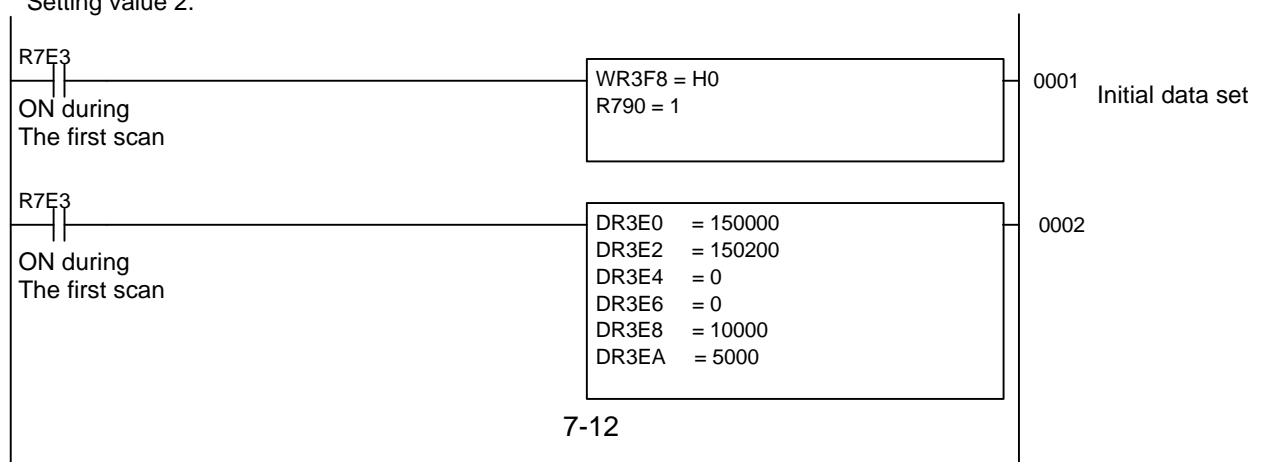 Setting value 2.
R7E3
ON during
The first scan
WR3F8 = H0
R790 = 1
0001
Initial data set
R7E3
ON during
The first scan
DR3E0 = 150000
DR3E2 = 150200
DR3E4 = 0
DR3E6 = 0
DR3E8 = 10000
DR3EA = 5000
0002
7-12